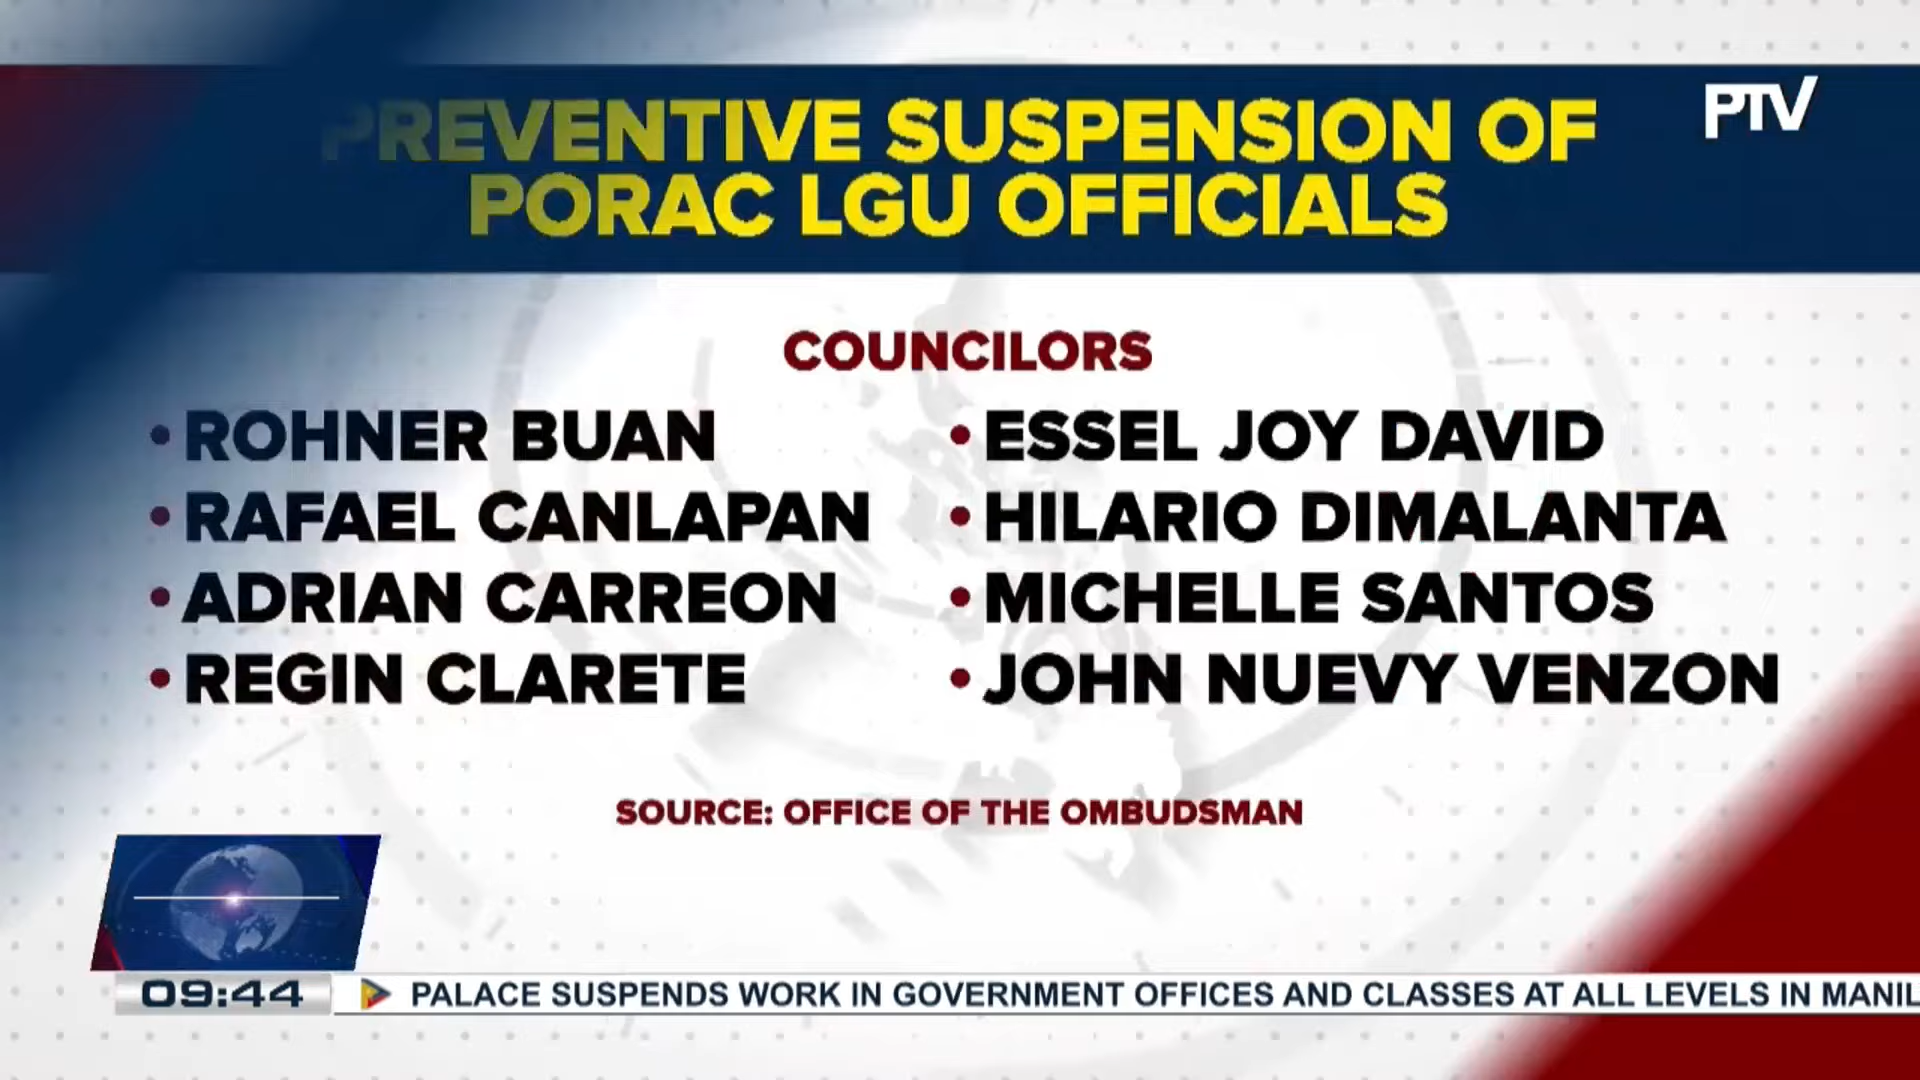 PREVENTIVE SUSPENSION OF
PORAC LGU OFFICIALS
PTV
COUNCILORS
• ROHNER BUAN
• RAFAEL CANLAPAN
• ADRIAN CARREON
• REGIN CLARETE
• ESSEL JOY DAVID
• HILARIO DIMALANTA
• MICHELLE SANTOS
• JOHN NUEVY VENZON
SOURCE: OFFICE OF THE OMBUDSMAN
09:44
PALACE SUSPENDS WORK IN GOVERNMENT OFFICES AND CLASSES AT ALL LEVELS IN MANIL